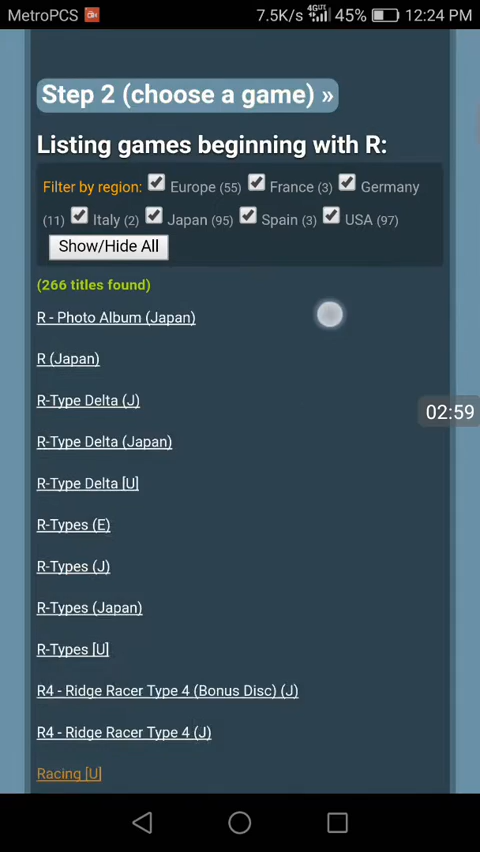 MetroPCS 7.5K/s 4G LTE 45% 12:24 PM
Step 2 (choose a game) »
Listing games beginning with R:
Filter by region: Europe (55) France (3) Germany
(11) Italy (2) Japan (95) Spain (3) USA (97)
Show/Hide All
(266 titles found)
R - Photo Album (Japan)
R (Japan)
R-Type Delta (J)
02:59
R-Type Delta (Japan)
R-Type Delta [U]
R-Types (E)
R-Types (J)
R-Types (Japan)
R-Types [U]
R4 - Ridge Racer Type 4 (Bonus Disc) (J)
R4 - Ridge Racer Type 4 (J)
Racing [U]